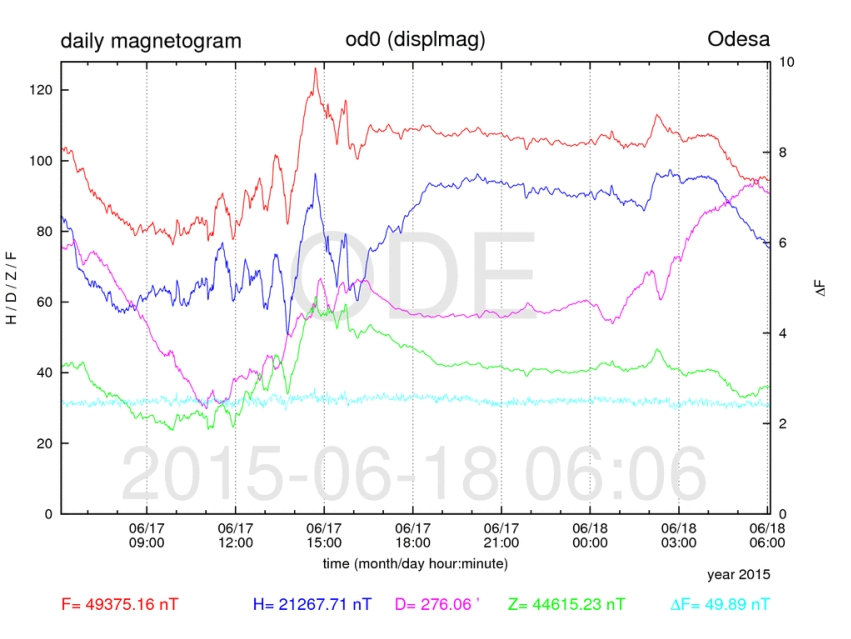 daily magnetogram od0 (displmag) Odesa
120
100
80
60
40
20
0
H / D / Z / F
10
8
6
4
2
0
ΔF
ODE
2015-06-18 06:06
06/17 06/17 06/17 06/17 06/17 06/18 06/18 06/18
09:00 12:00 15:00 18:00 21:00 00:00 03:00 06:00
time (month/day hour:minute)
year 2015
F= 49375.16 nT H= 21267.71 nT D= 276.06 ' Z= 44615.23 nT ΔF= 49.89 nT